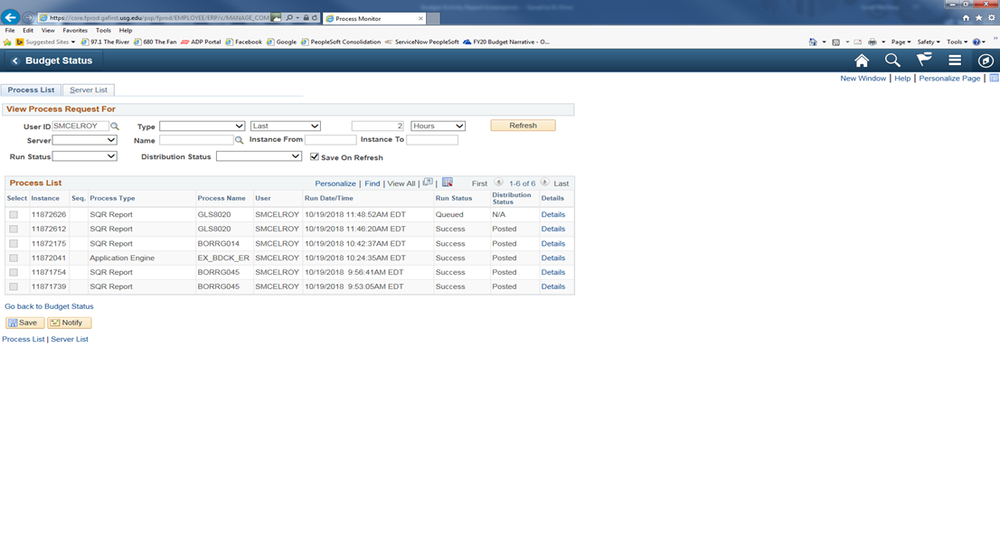 https://core.fprod.gafirst.usg.edu/psp/fprod/EMPLOYEE/ERP/c/MANAGE_COM
Process Monitor
File Edit View Favorites Tools Help
Suggested Sites 97.1 The River 680 The Fan ADP Portal Facebook Google PeopleSoft Consolidation ServiceNow PeopleSoft FY20 Budget Narrative - O... Page Safety Tools
Budget Status
New Window | Help | Personalize Page |
Process List Server List
View Process Request For
User ID SMCELROY Type Last 2 Hours Refresh
Server Name Instance From Instance To
Run Status Distribution Status Save On Refresh
Process List Personalize | Find | View All | | First 1-6 of 6 Last
Select Instance Seq. Process Type Process Name User Run Date/Time Run Status Distribution Status Details
11872626 SQR Report GLS8020 SMCELROY 10/19/2018 11:48:52AM EDT Queued N/A Details
11872612 SQR Report GLS8020 SMCELROY 10/19/2018 11:46:20AM EDT Success Posted Details
11872175 SQR Report BORRG014 SMCELROY 10/19/2018 10:42:37AM EDT Success Posted Details
11872041 Application Engine EX_BDCK_ER SMCELROY 10/19/2018 10:24:35AM EDT Success Posted Details
11871754 SQR Report BORRG045 SMCELROY 10/19/2018 9:56:41AM EDT Success Posted Details
11871739 SQR Report BORRG045 SMCELROY 10/19/2018 9:53:05AM EDT Success Posted Details
Go back to Budget Status
Save Notify
Process List | Server List